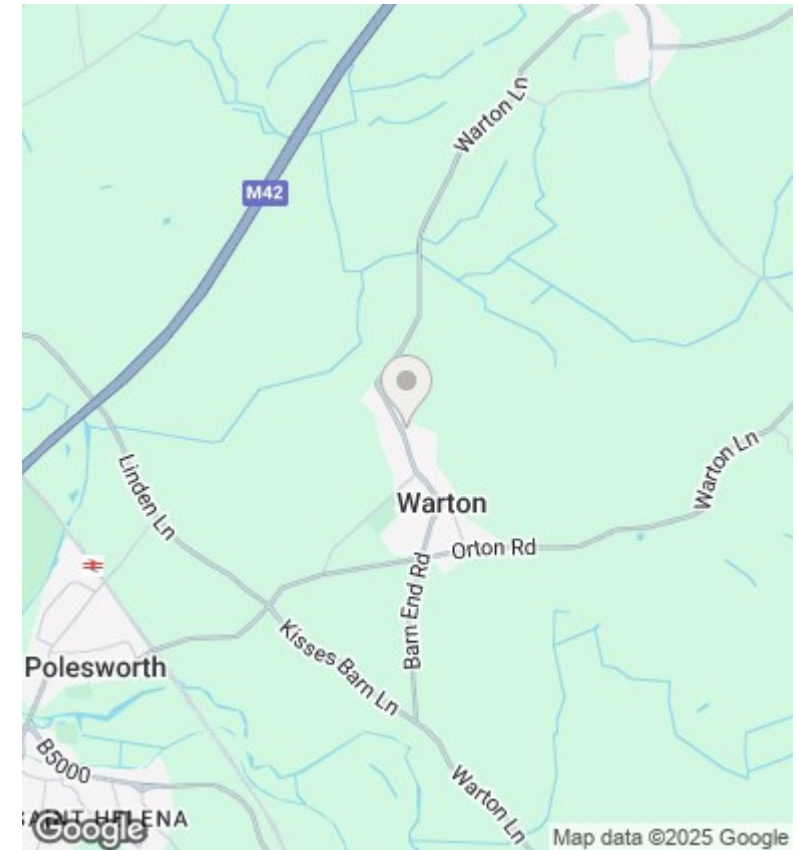 Warton Ln
M42
Linden Ln
Warton Ln
Warton
Orton Rd
Barn End Rd
Kisses Barn Ln
Polesworth
B5000
Warton Ln
SAINT HELENA
Google
Map data ©2025 Google